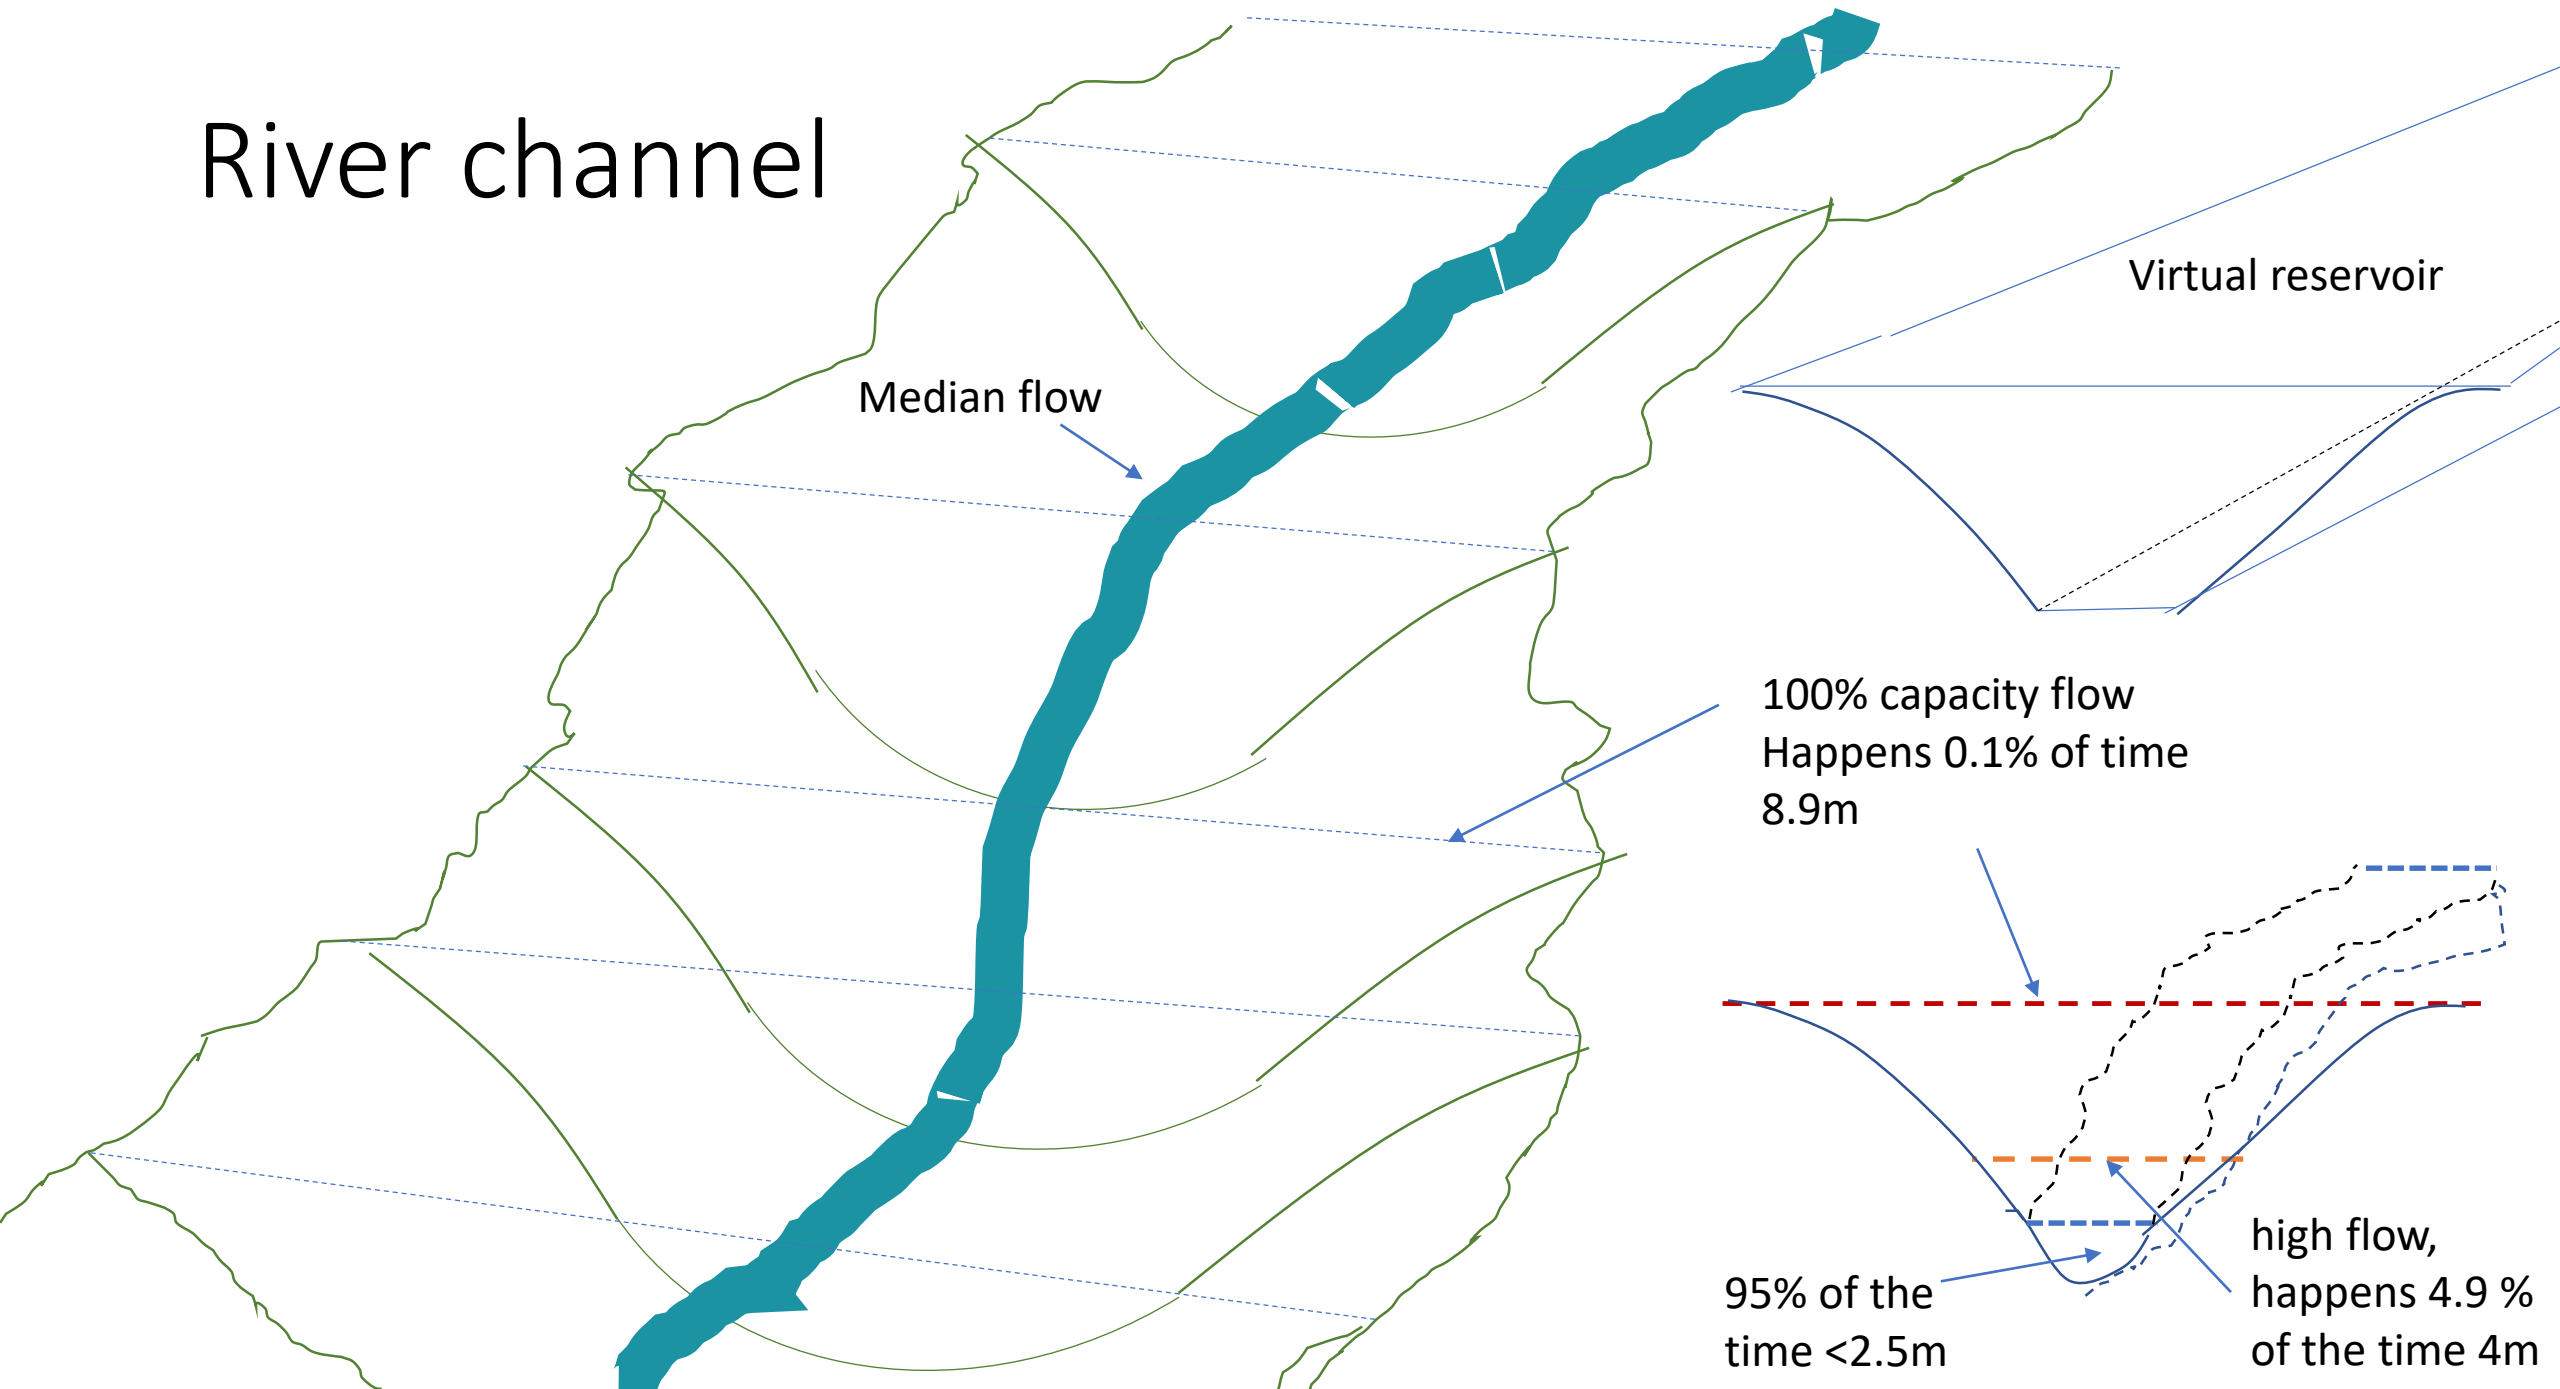 River channel
Virtual reservoir
Median flow
100% capacity flow
Happens 0.1% of time
8.9m
high flow,
happens 4.9 %
of the time 4m
95% of the
time <2.5m